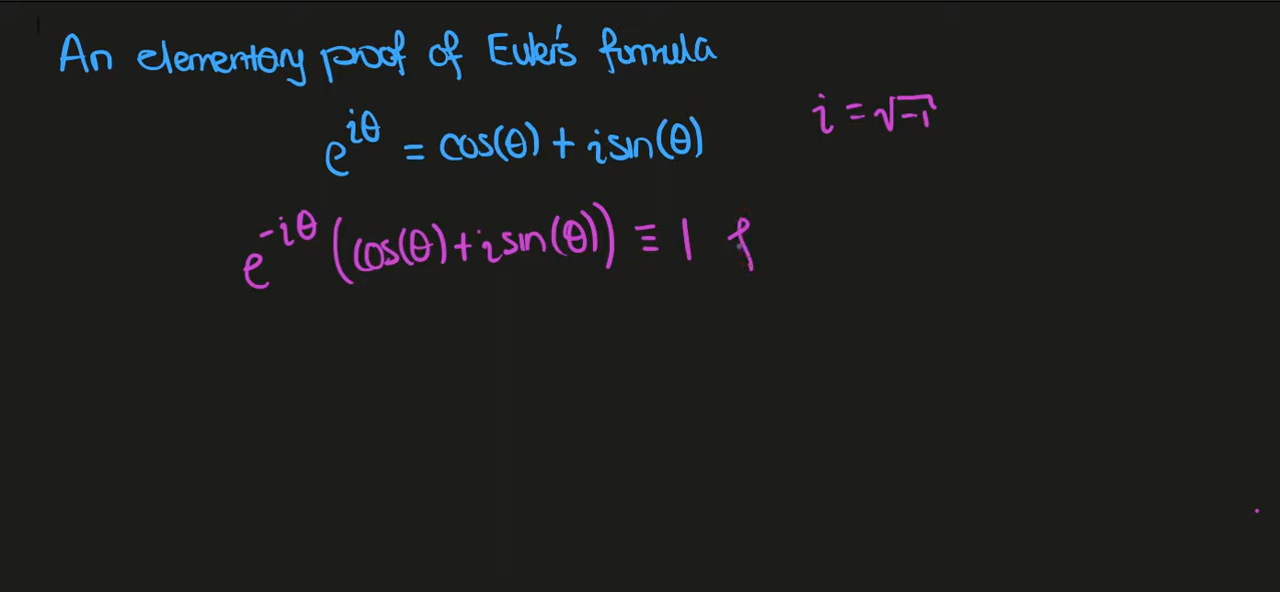 An elementary proof of Euler's formula
e^{iθ} = cos(θ) + i sin(θ) i = √-1
e^{-iθ} (cos(θ) + i sin(θ)) ≡ 1